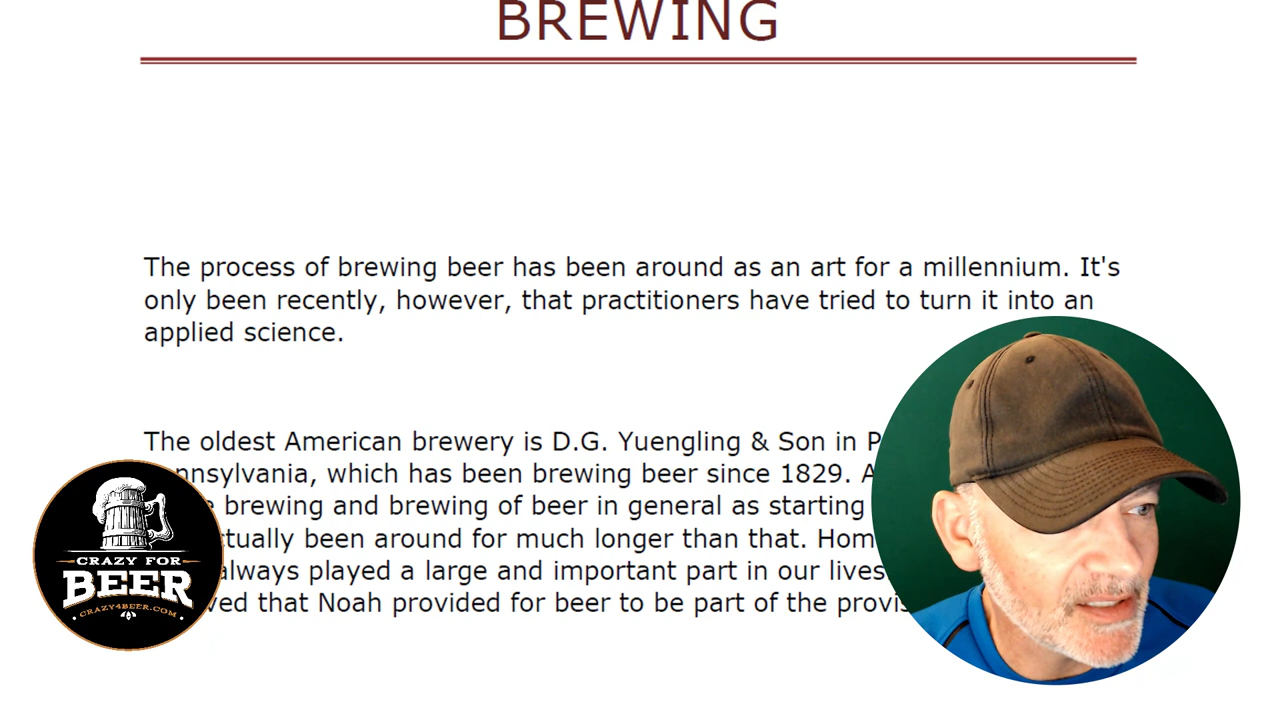 BREWING
The process of brewing beer has been around as an art for a millennium. It's
only been recently, however, that practitioners have tried to turn it into an
applied science.
The oldest American brewery is D.G. Yuengling & Son in
which has been brewing beer since 1829.
brewing and brewing of beer in general as starting
been around for much longer than that.
always played a large and important part in our lives
that Noah provided for beer to be part of the
CRAZY FOR
BEER
CRAZY4BEER.COM